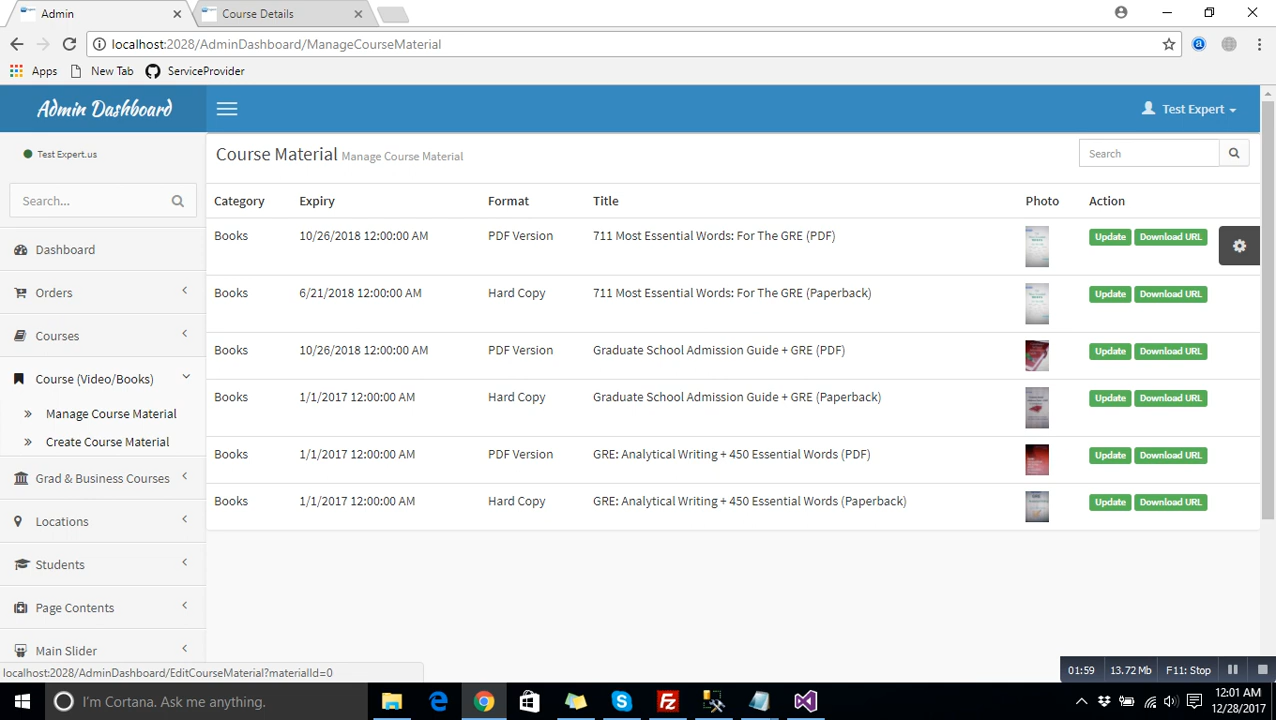 Admin
Course Details
localhost:2028/AdminDashboard/ManageCourseMaterial
Apps New Tab ServiceProvider
Admin Dashboard
Test Expert
Test Expert.us
Course Material Manage Course Material
Search
Search...
Category Expiry Format Title Photo Action
Books 10/26/2018 12:00:00 AM PDF Version 711 Most Essential Words: For The GRE (PDF) Update Download URL
Books 6/21/2018 12:00:00 AM Hard Copy 711 Most Essential Words: For The GRE (Paperback) Update Download URL
Books 10/26/2018 12:00:00 AM PDF Version Graduate School Admission Guide + GRE (PDF) Update Download URL
Books 1/1/2017 12:00:00 AM Hard Copy Graduate School Admission Guide + GRE (Paperback) Update Download URL
Books 1/1/2017 12:00:00 AM PDF Version GRE: Analytical Writing + 450 Essential Words (PDF) Update Download URL
Books 1/1/2017 12:00:00 AM Hard Copy GRE: Analytical Writing + 450 Essential Words (Paperback) Update Download URL
Dashboard
Orders
Courses
Course (Video/Books)
Manage Course Material
Create Course Material
Grad & Business Courses
Locations
Students
Page Contents
Main Slider
localhost:2028/AdminDashboard/EditCourseMaterial?materialId=0
01:59 13.72 Mb F11: Stop
I'm Cortana. Ask me anything.
12:01 AM
12/28/2017